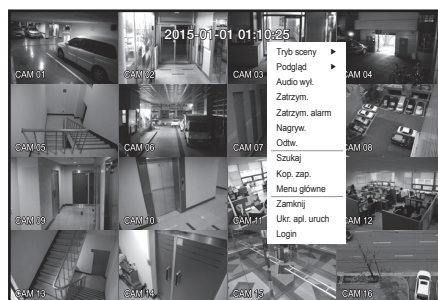 2015-01-01 01:10:25
CAM 01
CAM 02
CAM 03
CAM 04
CAM 05
CAM 06
CAM 07
CAM 08
CAM 09
CAM 10
CAM 11
CAM 12
CAM 13
CAM 14
CAM 15
CAM 16
Tryb sceny
Podgląd
Audio wył.
Zatrzym.
Zatrzym. alarm
Nagryw.
Odtw.
Szukaj
Kop. zap.
Menu główne
Zamknij
Ukr. apl. uruch
Login